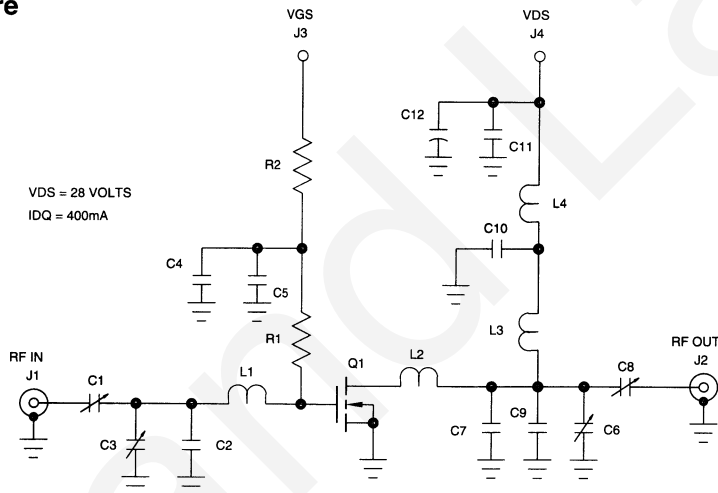 re
VGS
J3
VDS
J4
C12
C11
R2
VDS = 28 VOLTS
IDQ = 400mA
L4
C10
C4
C5
R1
L3
RF IN
J1
C1
L1
Q1
L2
C8
RF OUT
J2
C3
C2
C7
C9
C6